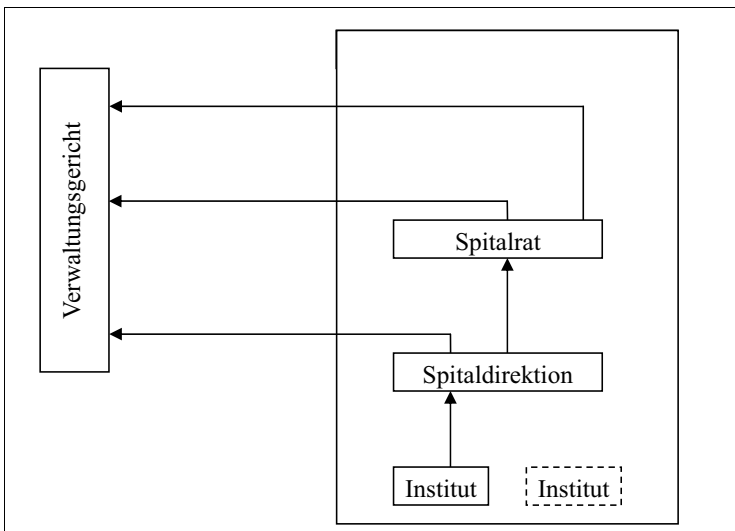 Verwaltungsgericht
Spitalrat
Spitaldirektion
Institut
Institut